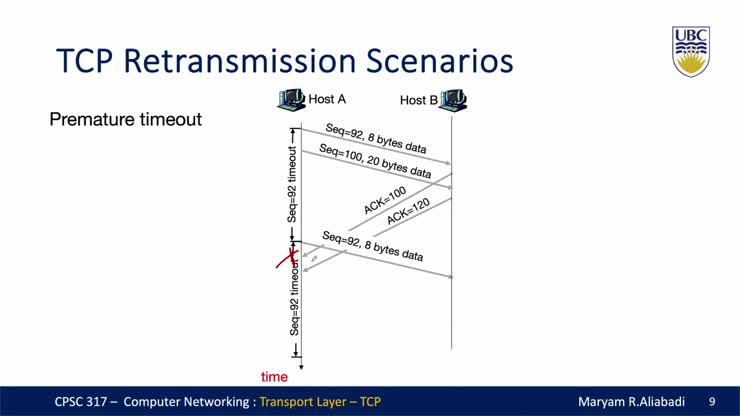 UBC
TCP Retransmission Scenarios
Premature timeout
Host A
Host B
Seq=92, 8 bytes data
Seq=100, 20 bytes data
Seq=92 timeout
ACK=100
ACK=120
Seq=92, 8 bytes data
Seq=92 timeout
time
CPSC 317 – Computer Networking : Transport Layer – TCP
Maryam R.Aliabadi
9